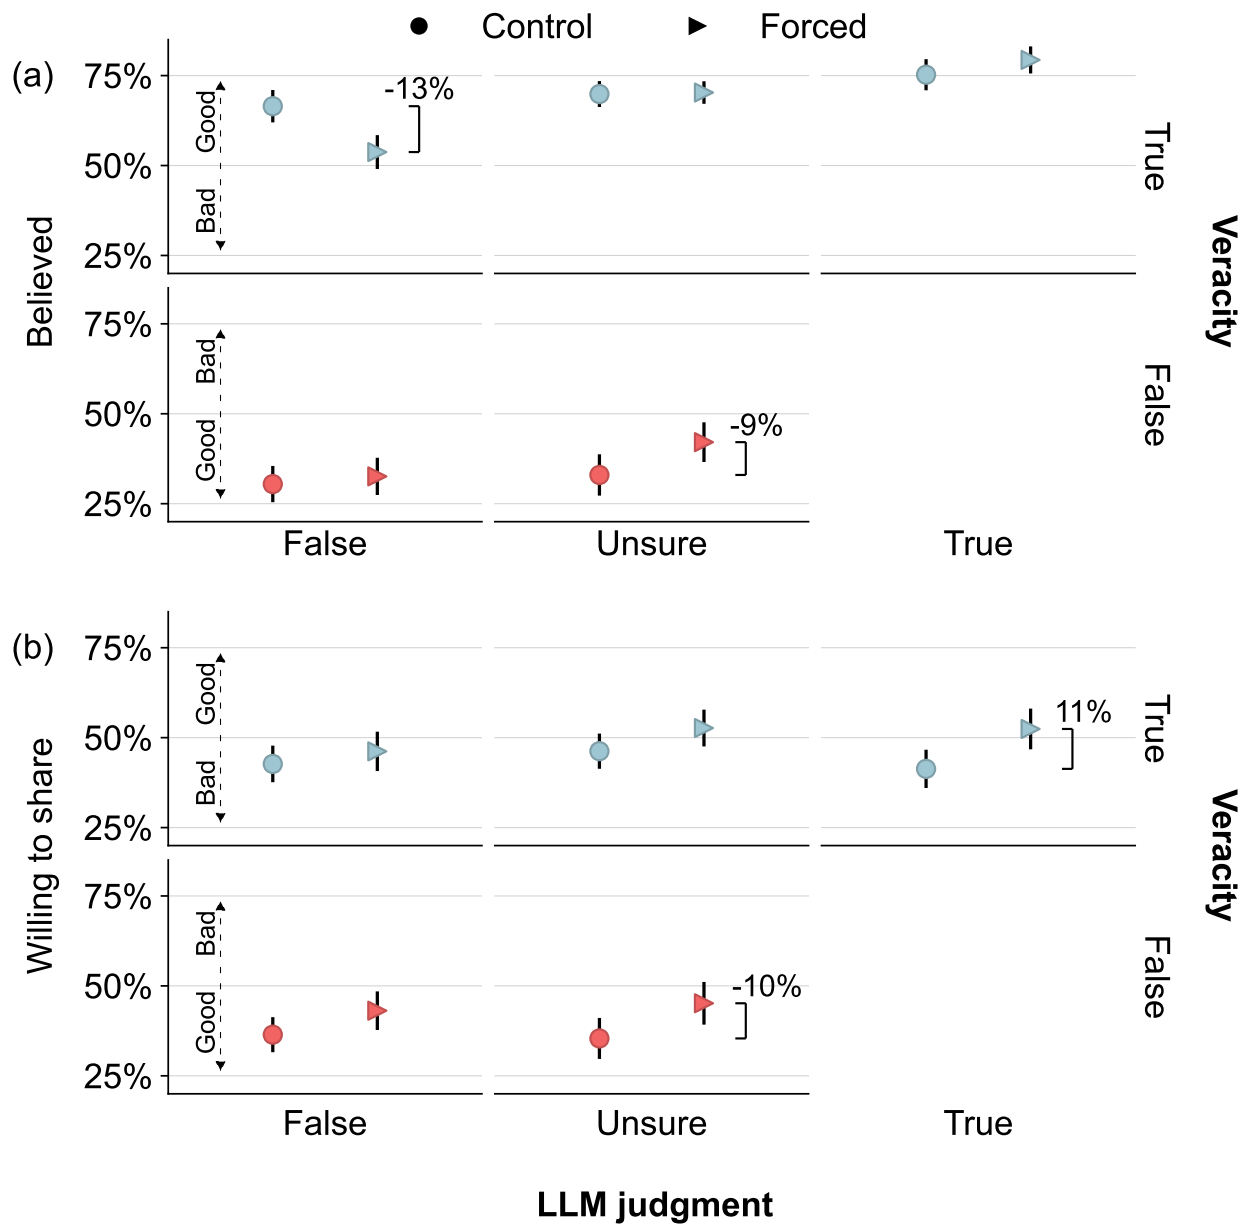 Control Forced
(a)
Believed
75%
50%
25%
Good
Bad
-13%
True
75%
50%
25%
Bad
Good
-9%
False
Veracity
False Unsure True
(b)
Willing to share
75%
50%
25%
Good
Bad
11%
True
75%
50%
25%
Bad
Good
-10%
False
Veracity
False Unsure True
LLM judgment